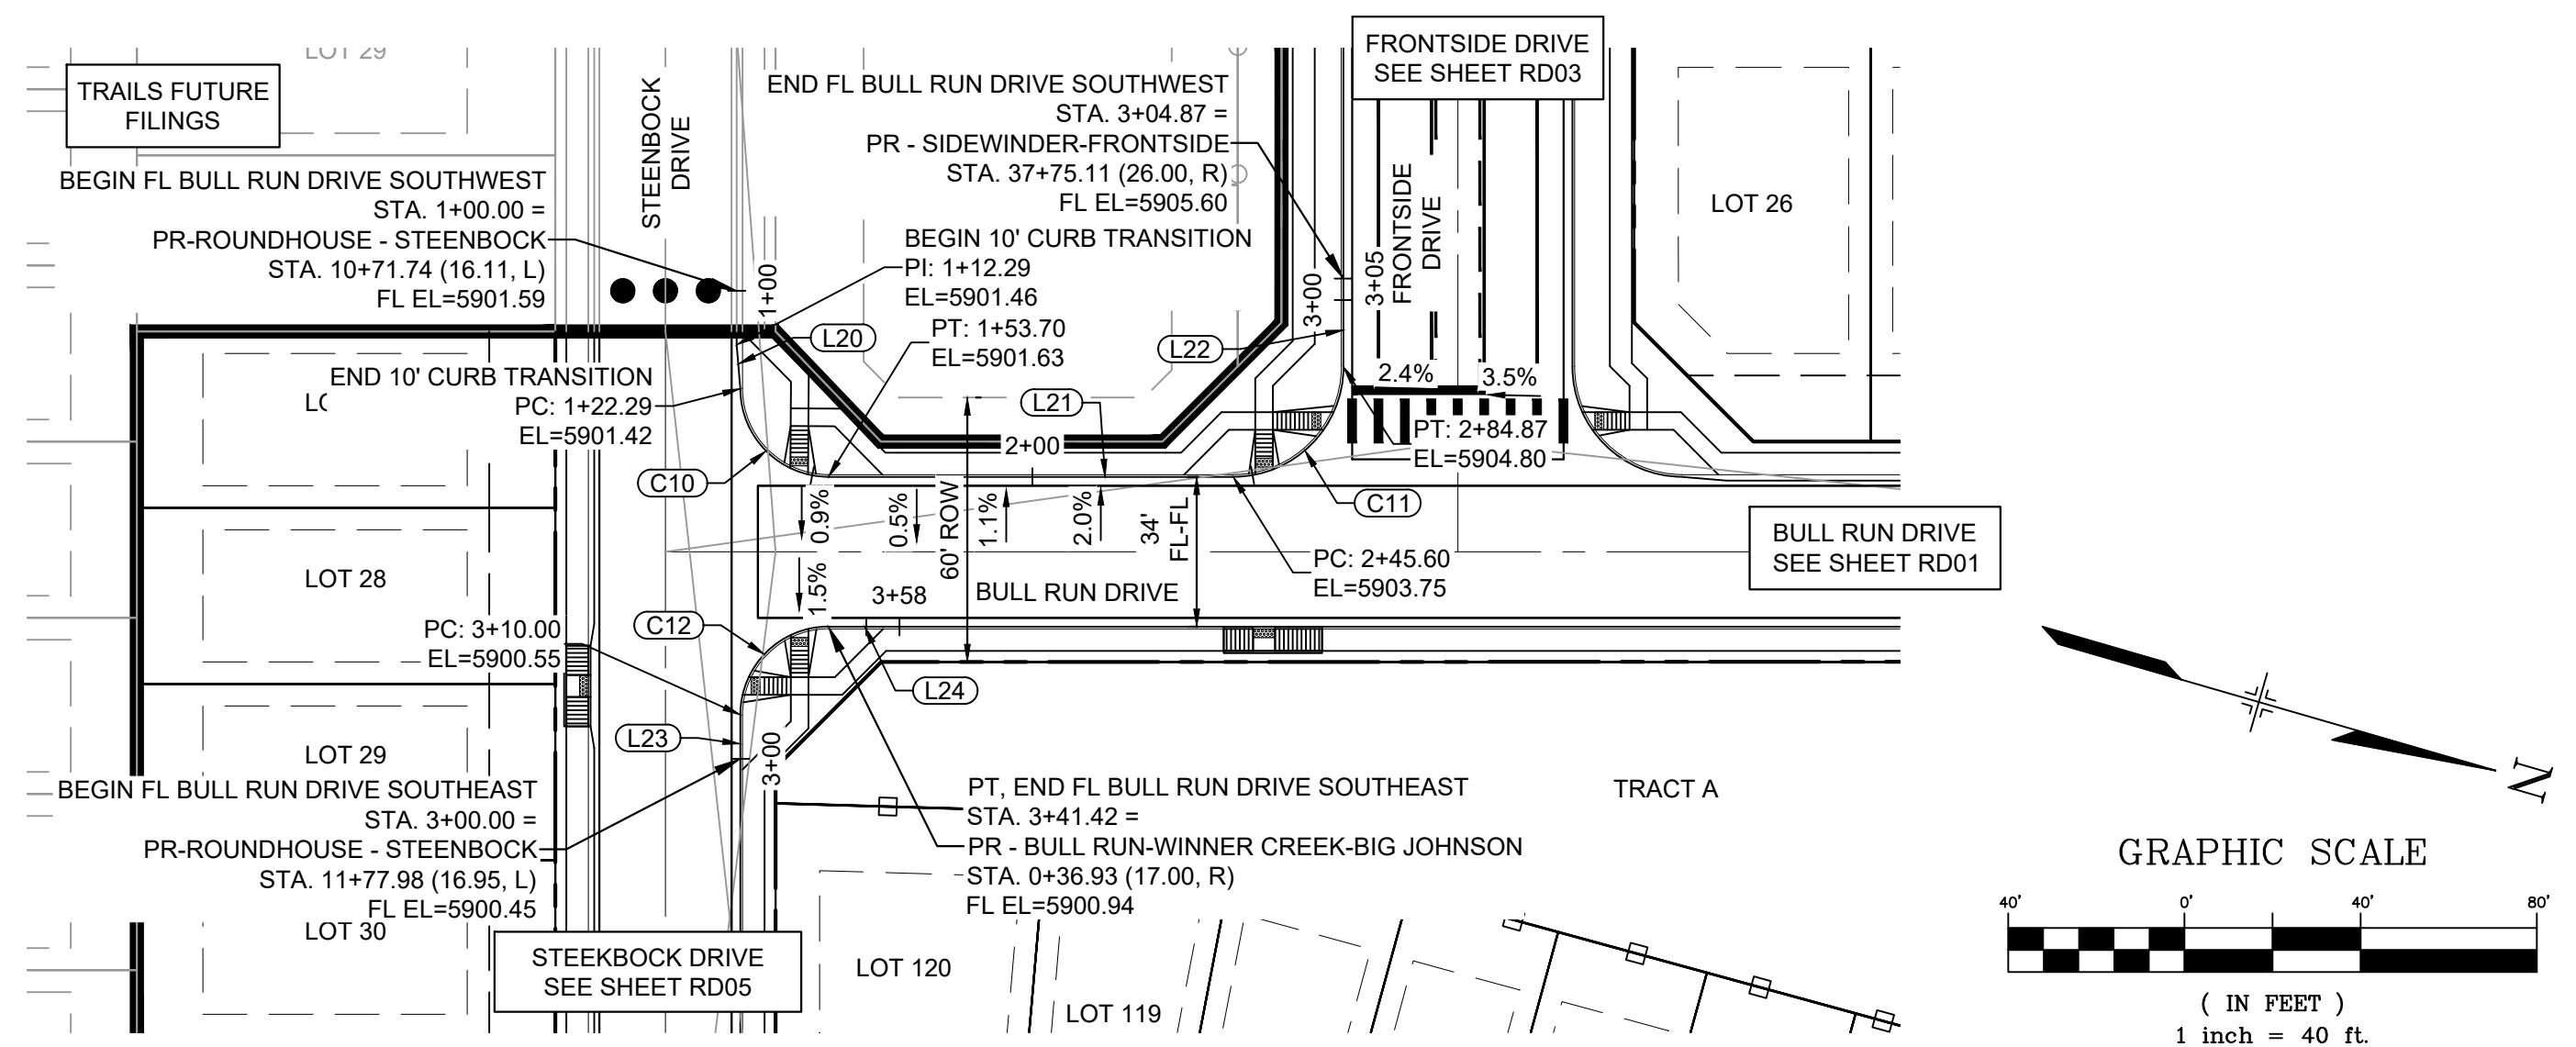 LOT 29
TRAILS FUTURE
FILINGS
BEGIN FL BULL RUN DRIVE SOUTHWEST
STA. 1+00.00 =
PR-ROUNDHOUSE - STEENBOCK
STA. 10+71.74 (16.11, L)
FL EL=5901.59
STEENBOCK
DRIVE
END FL BULL RUN DRIVE SOUTHWEST
STA. 3+04.87 =
PR - SIDEWINDER-FRONTSIDE
STA. 37+75.11 (26.00, R)
FL EL=5905.60
FRONTSIDE DRIVE
SEE SHEET RD03
BEGIN 10' CURB TRANSITION
PI: 1+12.29
EL=5901.46
PT: 1+53.70
EL=5901.63
1+00
L20
L22
3+00
3+05
FRONTSIDE
DRIVE
LOT 26
END 10' CURB TRANSITION
PC: 1+22.29
EL=5901.42
L21
2.4%
3.5%
2+00
PT: 2+84.87
EL=5904.80
C10
C11
0.9%
0.5%
60' ROW
1.1%
2.0%
34'
FL-FL
BULL RUN DRIVE
SEE SHEET RD01
LOT 28
1.5%
3+58
BULL RUN DRIVE
PC: 2+45.60
EL=5903.75
PC: 3+10.00
EL=5900.55
C12
L24
L23
3+00
LOT 29
BEGIN FL BULL RUN DRIVE SOUTHEAST
STA. 3+00.00 =
PR-ROUNDHOUSE - STEENBOCK
STA. 11+77.98 (16.95, L)
FL EL=5900.45
LOT 30
PT, END FL BULL RUN DRIVE SOUTHEAST
STA. 3+41.42 =
PR - BULL RUN-WINNER CREEK-BIG JOHNSON
STA. 0+36.93 (17.00, R)
FL EL=5900.94
TRACT A
STEEKBOCK DRIVE
SEE SHEET RD05
LOT 120
LOT 119
N
GRAPHIC SCALE
40' 0' 40' 80'
( IN FEET )
1 inch = 40 ft.